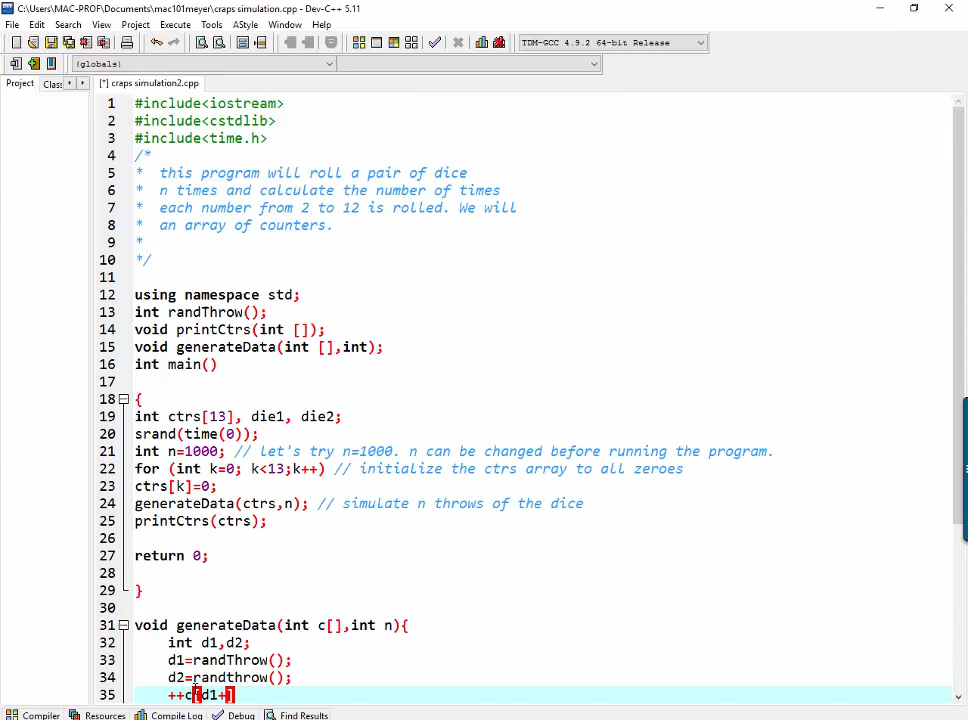 C:\Users\MAC-PROF\Documents\mac101meyer\craps simulation.cpp - Dev-C++ 5.11
File Edit Search View Project Execute Tools AStyle Window Help
TDM-GCC 4.9.2 64-bit Release
(globals)
Project Clas [*] craps simulation2.cpp
1 #include<iostream>
2 #include<cstdlib>
3 #include<time.h>
4 /*
5 * this program will roll a pair of dice
6 * n times and calculate the number of times
7 * each number from 2 to 12 is rolled. We will
8 * an array of counters.
9 *
10 */
11
12 using namespace std;
13 int randThrow();
14 void printCtrs(int []);
15 void generateData(int [],int);
16 int main()
17
18 {
19 int ctrs[13], die1, die2;
20 srand(time(0));
21 int n=1000; // let's try n=1000. n can be changed before running the program.
22 for (int k=0; k<13;k++) // initialize the ctrs array to all zeroes
23 ctrs[k]=0;
24 generateData(ctrs,n); // simulate n throws of the dice
25 printCtrs(ctrs);
26
27 return 0;
28
29 }
30
31 void generateData(int c[],int n){
32 int d1,d2;
33 d1=randThrow();
34 d2=randthrow();
35 ++c[d1+]
Compiler Resources Compile Log Debug Find Results